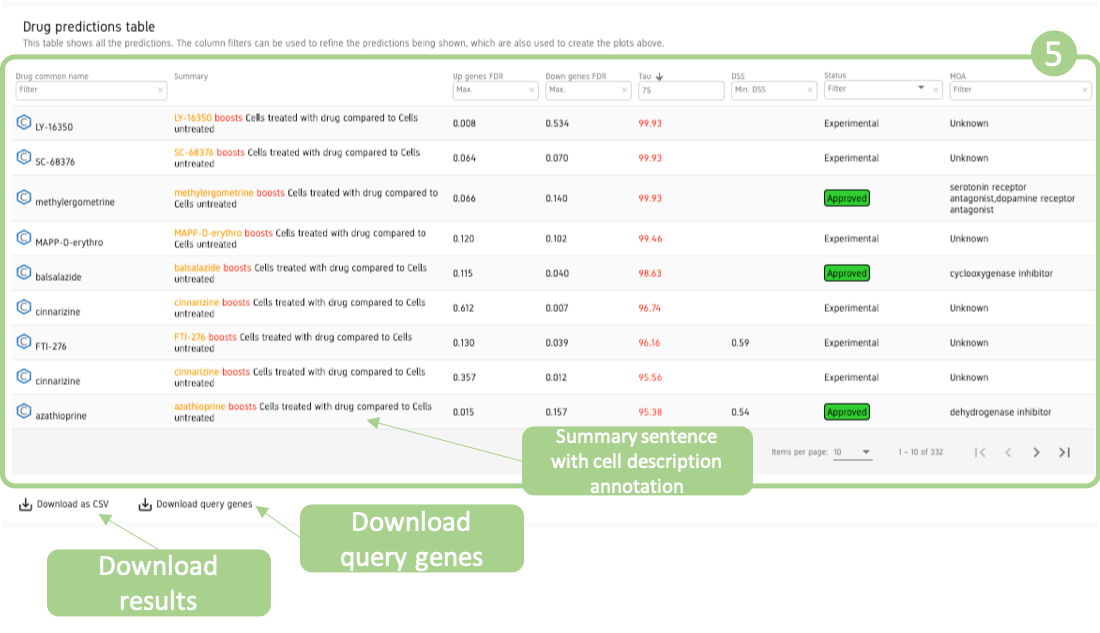 Drug predictions table
This table shows all the predictions. The column filters can be used to refine the predictions being shown, which are also used to create the plots above.
5
Drug common name Summary Up genes FDR Down genes FDR Tau DSS Status MOA
Filter × Max. × Max. × 75 Min. DSS × Filter × Filter ×
LY-16350 LY-16350 boosts Cells treated with drug compared to Cells 0.008 0.534 99.93 Experimental Unknown
untreated
SC-68376 SC-68376 boosts Cells treated with drug compared to Cells 0.064 0.070 99.93 Experimental Unknown
untreated
serotonin receptor
methylergometrine methylergometrine boosts Cells treated with drug compared to 0.066 0.140 99.93 Approved antagonist,dopamine receptor
Cells untreated antagonist
MAPP-D-erythro MAPP-D-erythro boosts Cells treated with drug compared to 0.120 0.102 99.46 Experimental Unknown
Cells untreated
balsalazide balsalazide boosts Cells treated with drug compared to Cells 0.115 0.040 98.63 Approved cyclooxygenase inhibitor
untreated
cinnarizine cinnarizine boosts Cells treated with drug compared to Cells 0.612 0.007 96.74 Experimental Unknown
untreated
FTI-276 FTI-276 boosts Cells treated with drug compared to Cells 0.130 0.039 96.16 0.59 Experimental Unknown
untreated
cinnarizine cinnarizine boosts Cells treated with drug compared to Cells 0.357 0.012 95.56 Experimental Unknown
untreated
azathioprine azathioprine boosts Cells treated with drug compared to Cells 0.015 0.157 95.38 0.54 Approved dehydrogenase inhibitor
untreated
Summary sentence
with cell description
annotation
Items per page: 10 1 – 10 of 332
Download as CSV Download query genes
Download
query genes
Download
results